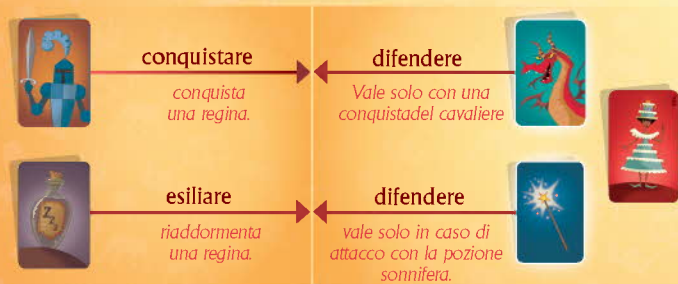 conquistare
conquista
una regina.
difendere
Vale solo con una
conquistadel cavaliere
esiliare
riaddormenta
una regina.
difendere
vale solo in caso di
attacco con la pozione
sonnifera.